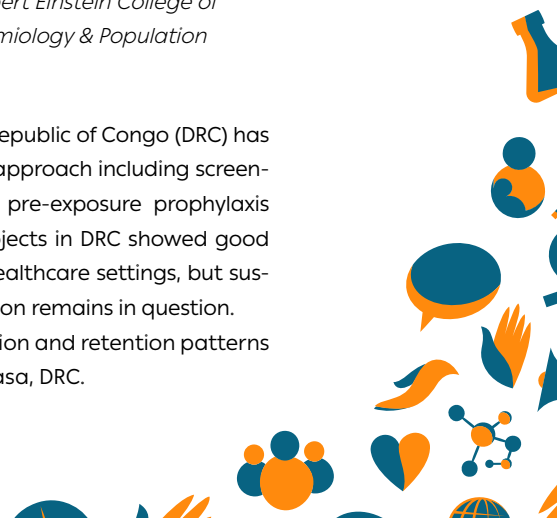 ert Einstein College of
miology & Population
epublic of Congo (DRC) has
approach including screen-
pre-exposure prophylaxis
jects in DRC showed good
ealthcare settings, but sus-
on remains in question.
ion and retention patterns
asa, DRC.